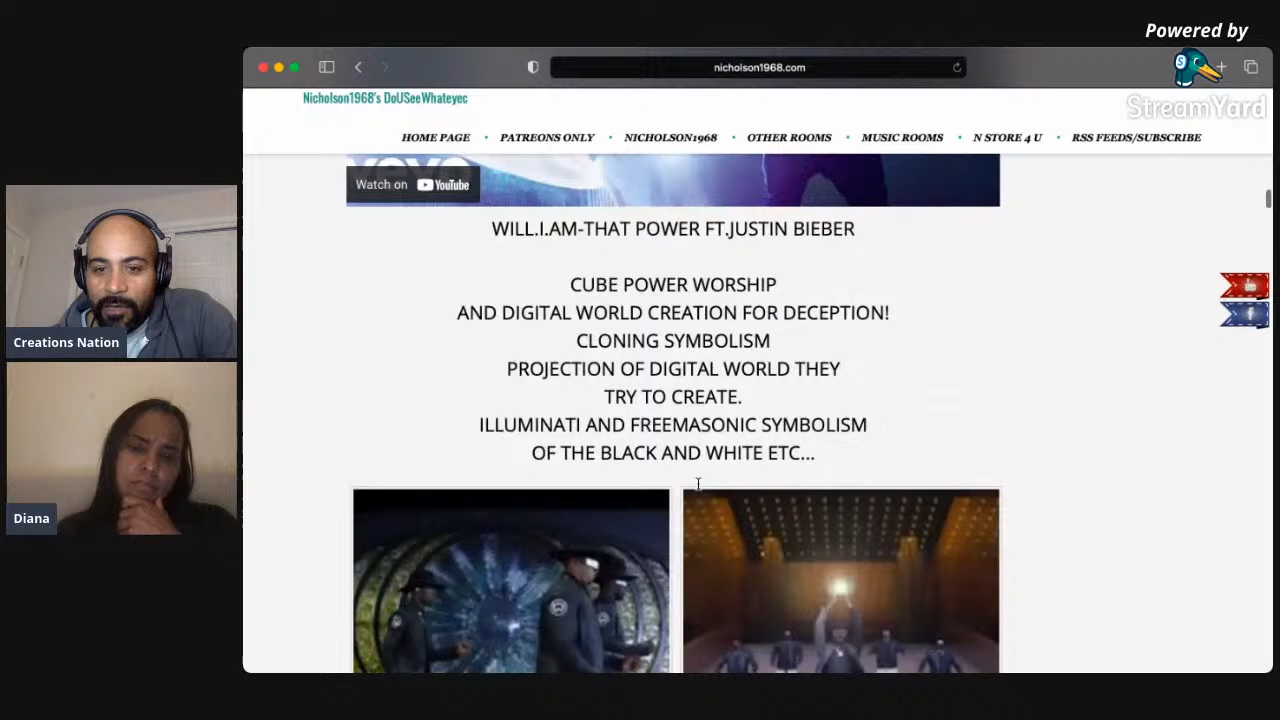 Powered by
StreamYard
nicholson1968.com
Nicholson1968's DoUSeeWhateyec
HOME PAGE • PATREONS ONLY • NICHOLSON1968 • OTHER ROOMS • MUSIC ROOMS • N STORE 4 U • RSS FEEDS/SUBSCRIBE
vevo
Watch on YouTube
WILL.I.AM-THAT POWER FT.JUSTIN BIEBER
CUBE POWER WORSHIP
AND DIGITAL WORLD CREATION FOR DECEPTION!
CLONING SYMBOLISM
PROJECTION OF DIGITAL WORLD THEY
TRY TO CREATE.
ILLUMINATI AND FREEMASONIC SYMBOLISM
OF THE BLACK AND WHITE ETC...
Creations Nation
Diana